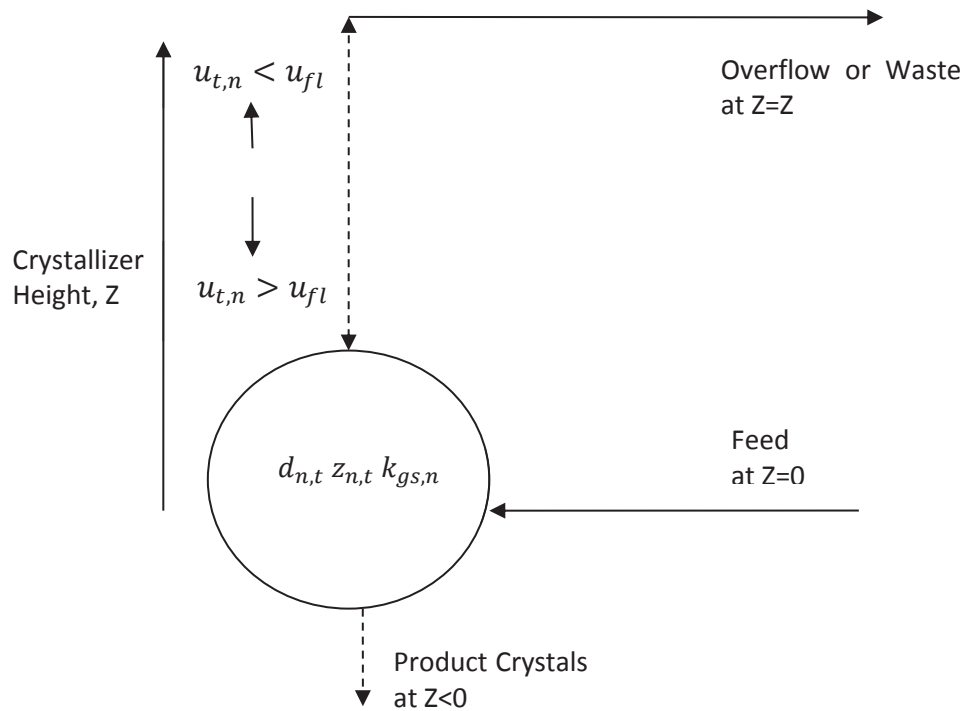 u_{t,n} < u_{fl}
Overflow or Waste
at Z=Z
Crystallizer
Height, Z
u_{t,n} > u_{fl}
Feed
at Z=0
d_{n,t} z_{n,t} k_{gs,n}
Product Crystals
at Z<0